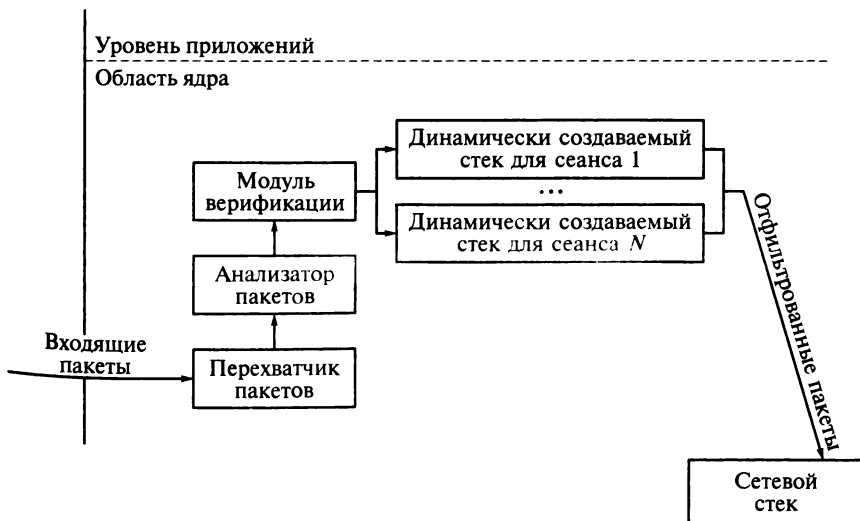 Уровень приложений
Область ядра
Динамически создаваемый
стек для сеанса 1
...
Динамически создаваемый
стек для сеанса N
Модуль
верификации
Анализатор
пакетов
Входящие
пакеты
Перехватчик
пакетов
Отфильтрованные пакеты
Сетевой
стек